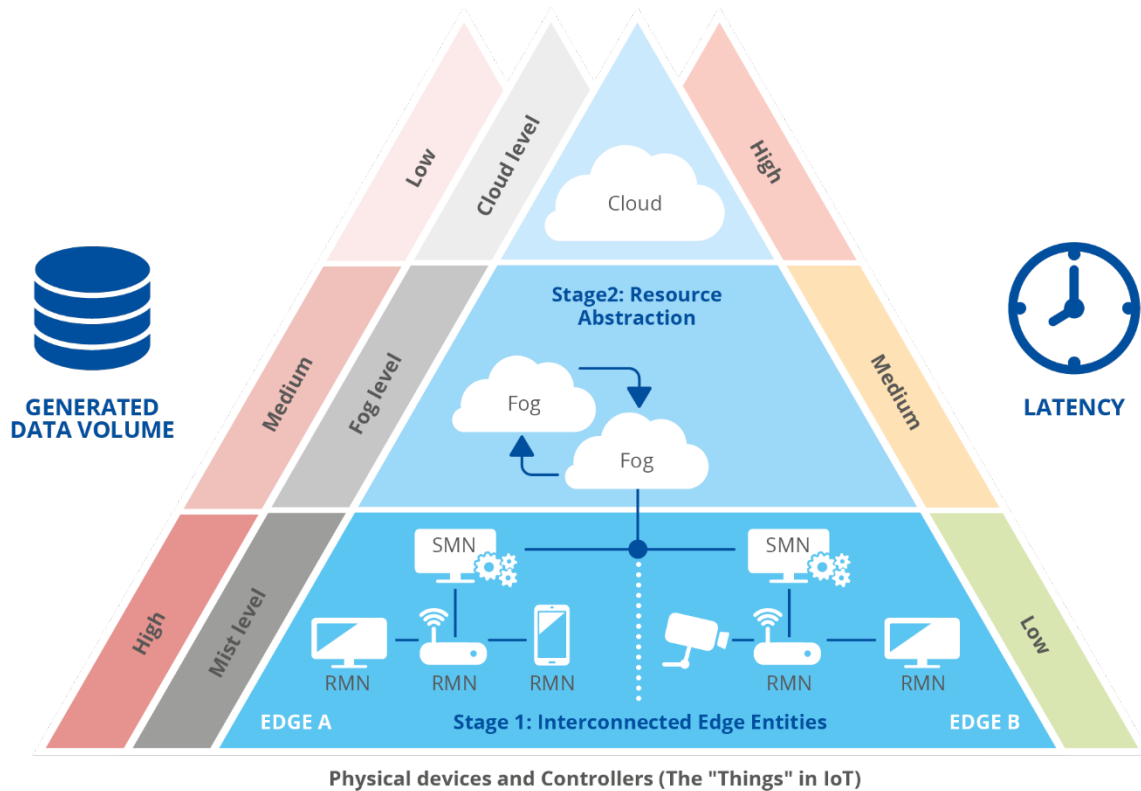 Low
Cloud level
High
Cloud
Stage2: Resource
Abstraction
GENERATED
DATA VOLUME
Medium
Fog level
Fog
Fog
Medium
LATENCY
SMN
SMN
High
Mist level
RMN
RMN
RMN
RMN
RMN
Low
EDGE A
Stage 1: Interconnected Edge Entities
EDGE B
Physical devices and Controllers (The "Things" in IoT)